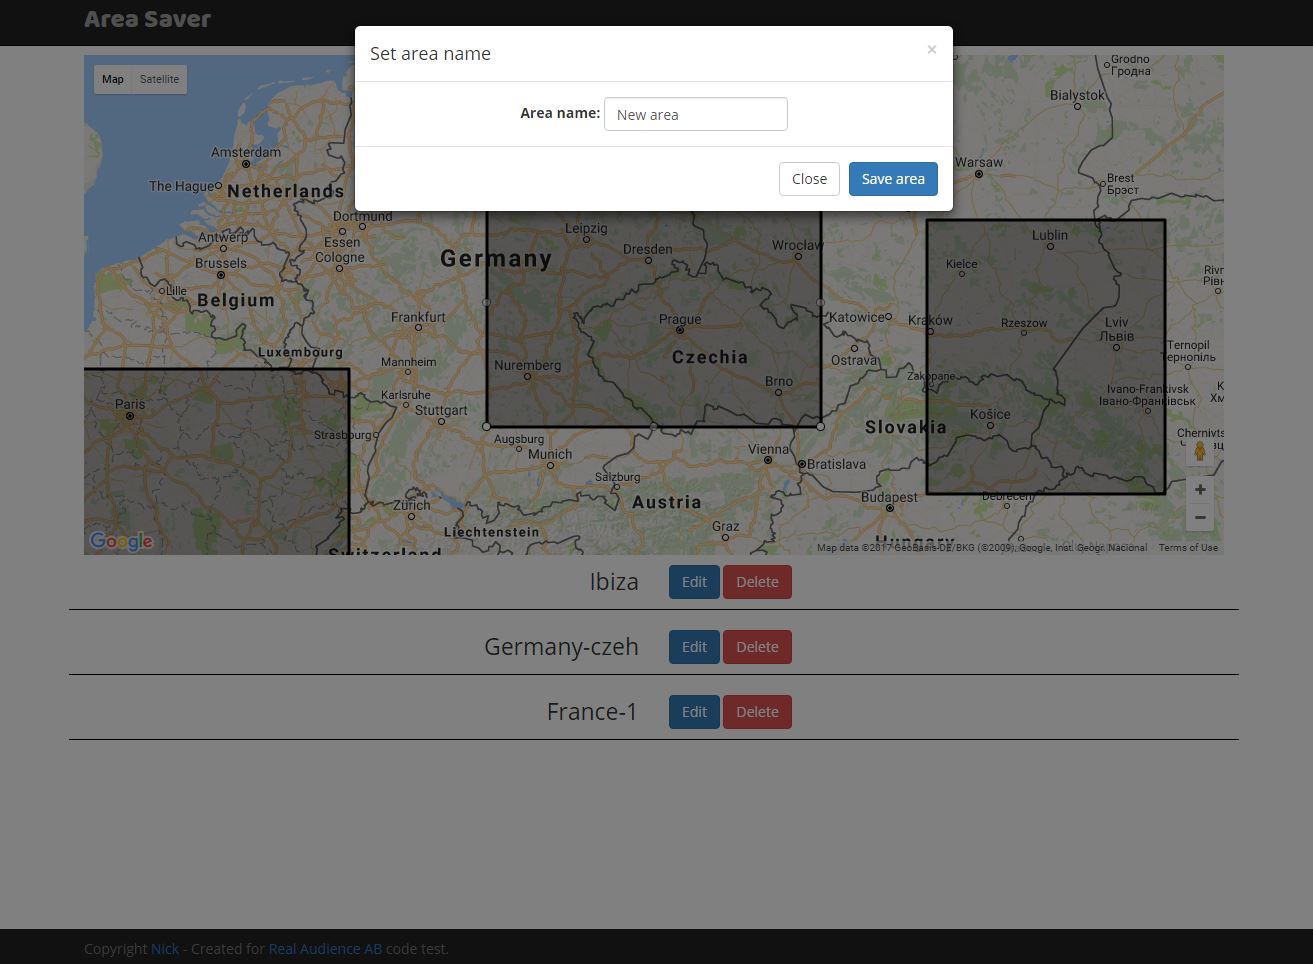 Area Saver
Set area name
×
Area name: New area
Close Save area
Map Satellite
Grodno
Гродна
Bialystok
Amsterdam
Warsaw
The Hague
Netherlands
Brest
Брэст
Dortmund
Essen
Antwerp
Cologne
Brussels
Lille
Belgium
Germany
Leipzig
Dresden
Wrocław
Lublin
Kielce
Frankfurt
Prague
Katowice
Kraków
Rzeszow
Lviv
Львів
Luxembourg
Czechia
Ostrava
Ternopil
Тернопіль
Mannheim
Nuremberg
Brno
Zakopane
Karlsruhe
Ivano-Frankivsk
Івано-Франківськ
Paris
Stuttgart
Košice
Strasbourg
Augsburg
Slovakia
Chernivts
Munich
Vienna
Bratislava
Salzburg
Budapest
Debrecen
Zürich
Austria
Liechtenstein
Graz
Switzerland
Hungary
+
−
Google
Map data ©2017 GeoBasis-DE/BKG (©2009), Google, Inst. Geogr. Nacional Terms of Use
Ibiza Edit Delete
Germany-czeh Edit Delete
France-1 Edit Delete
Copyright Nick - Created for Real Audience AB code test.